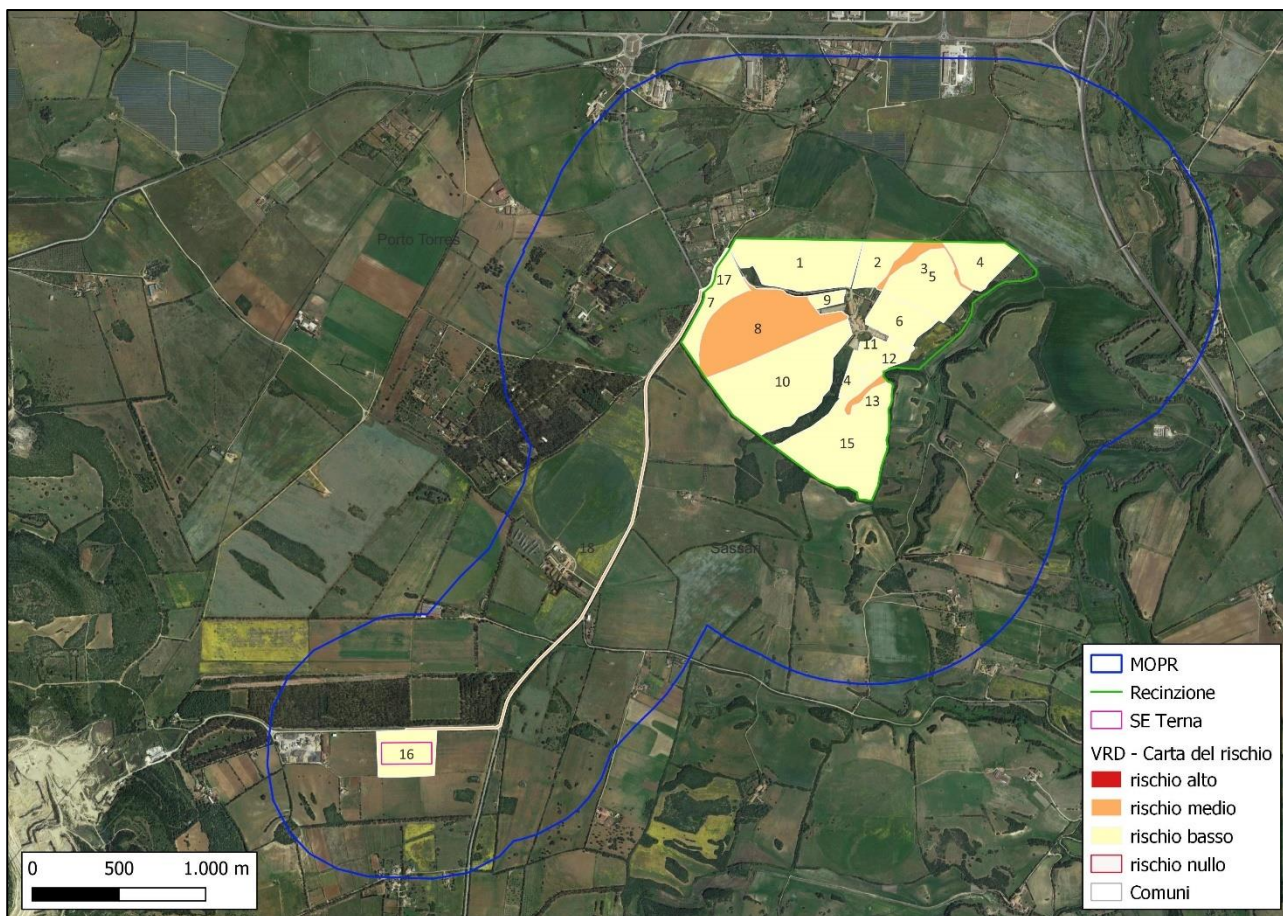 Porto Torres
1
2
3
4
5
17
7
9
8
6
11
12
10
4
13
15
18
Sassari
16
MOPR
Recinzione
SE Terna
VRD - Carta del rischio
rischio alto
rischio medio
rischio basso
rischio nullo
Comuni
0 500 1.000 m